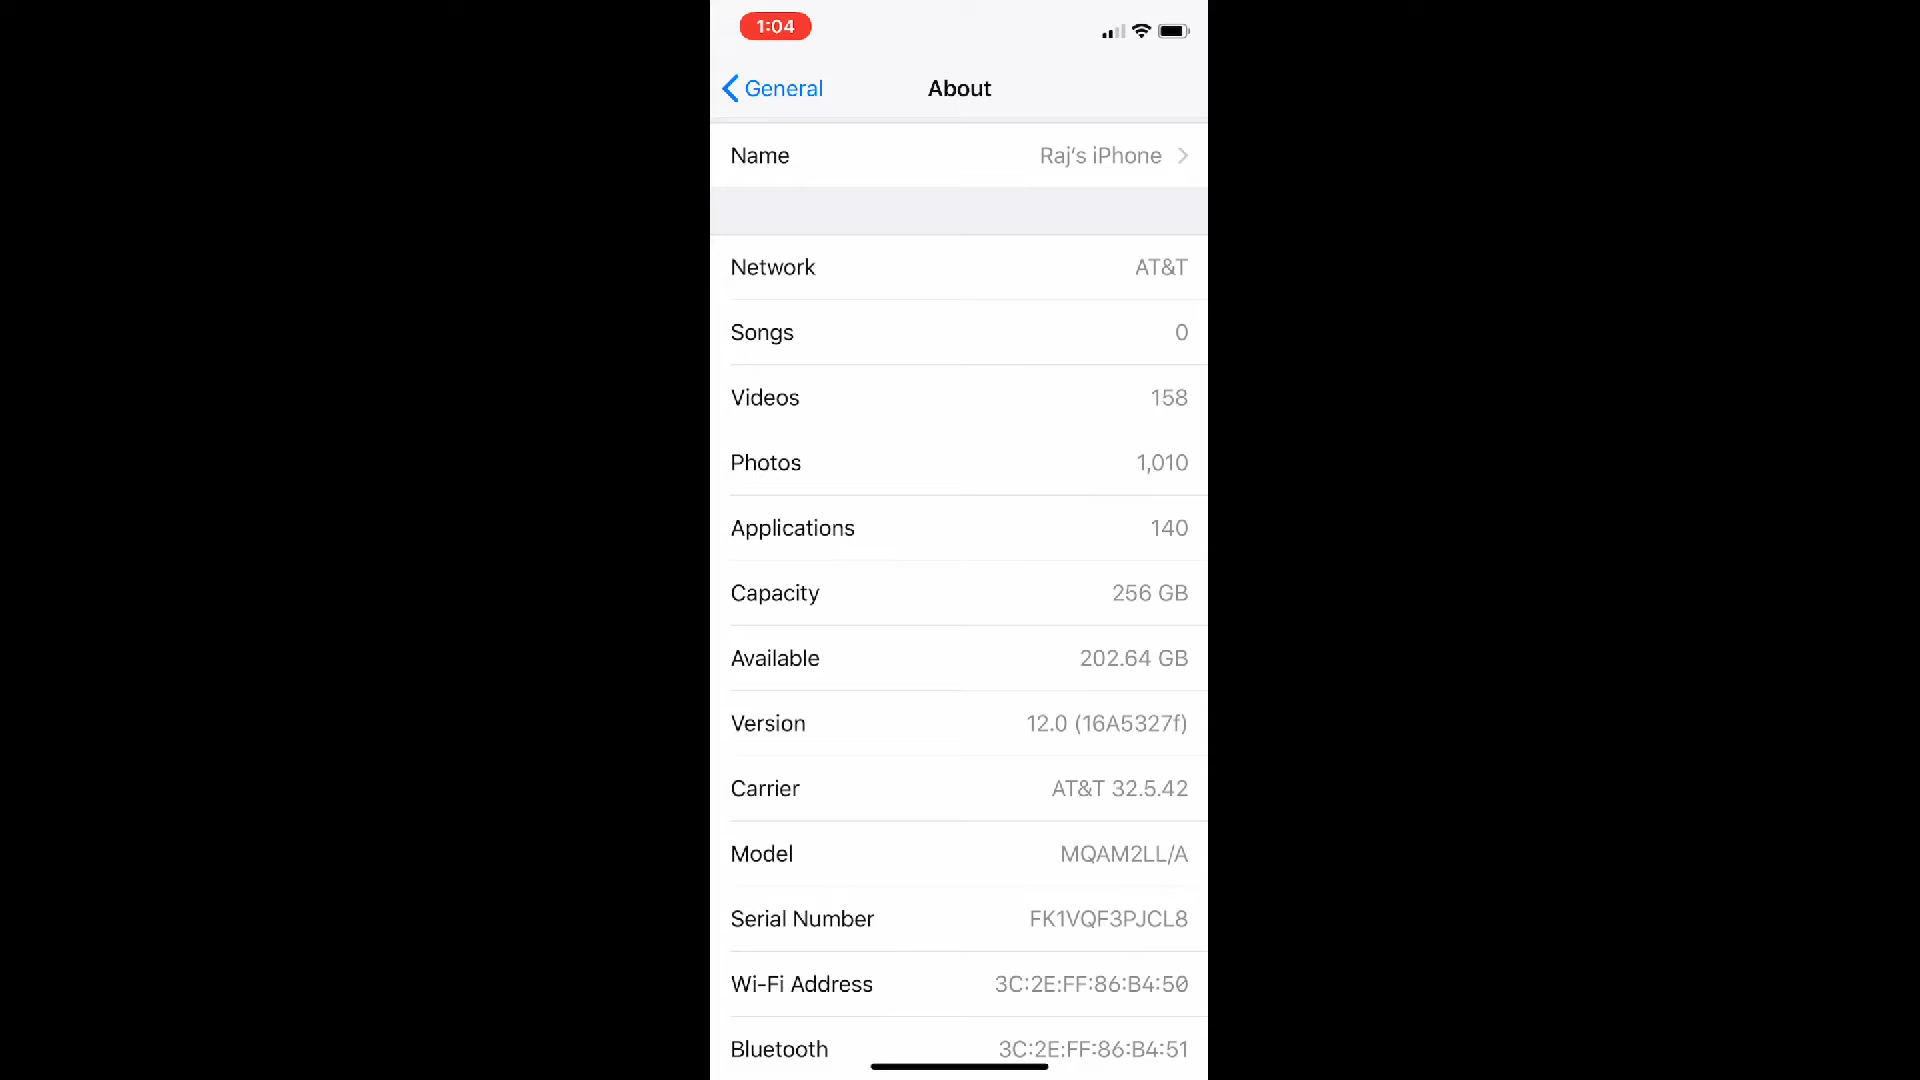 1:04
General
About
Name Raj's iPhone
Network AT&T
Songs 0
Videos 158
Photos 1,010
Applications 140
Capacity 256 GB
Available 202.64 GB
Version 12.0 (16A5327f)
Carrier AT&T 32.5.42
Model MQAM2LL/A
Serial Number FK1VQF3PJCL8
Wi-Fi Address 3C:2E:FF:86:B4:50
Bluetooth 3C:2E:FF:86:B4:51